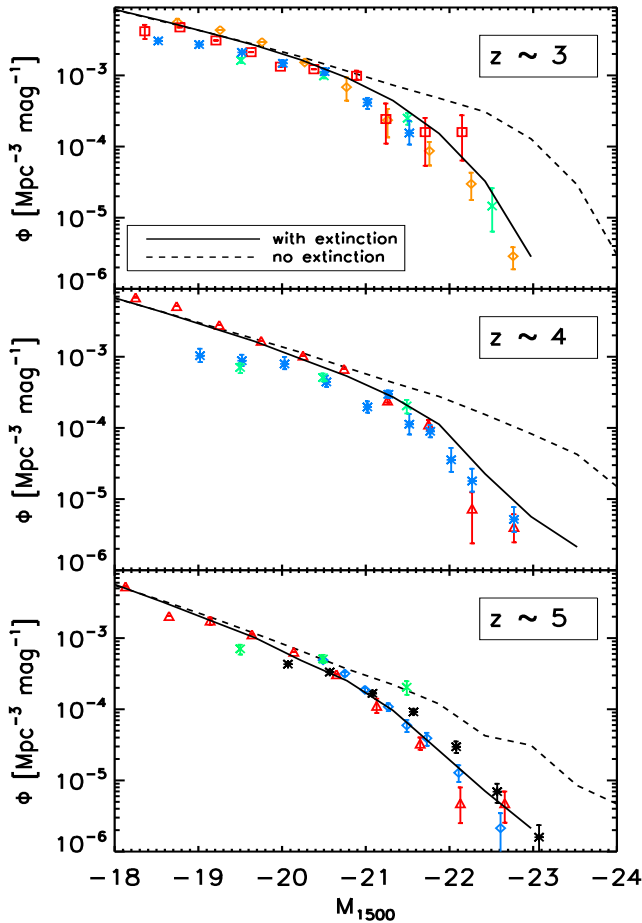 10⁻³
10⁻⁴
10⁻⁵
10⁻⁶
Φ [Mpc⁻³ mag⁻¹]
z ~ 3
with extinction
no extinction
10⁻³
10⁻⁴
10⁻⁵
10⁻⁶
Φ [Mpc⁻³ mag⁻¹]
z ~ 4
10⁻³
10⁻⁴
10⁻⁵
10⁻⁶
Φ [Mpc⁻³ mag⁻¹]
z ~ 5
−18 −19 −20 −21 −22 −23 −24
M₁₅₀₀